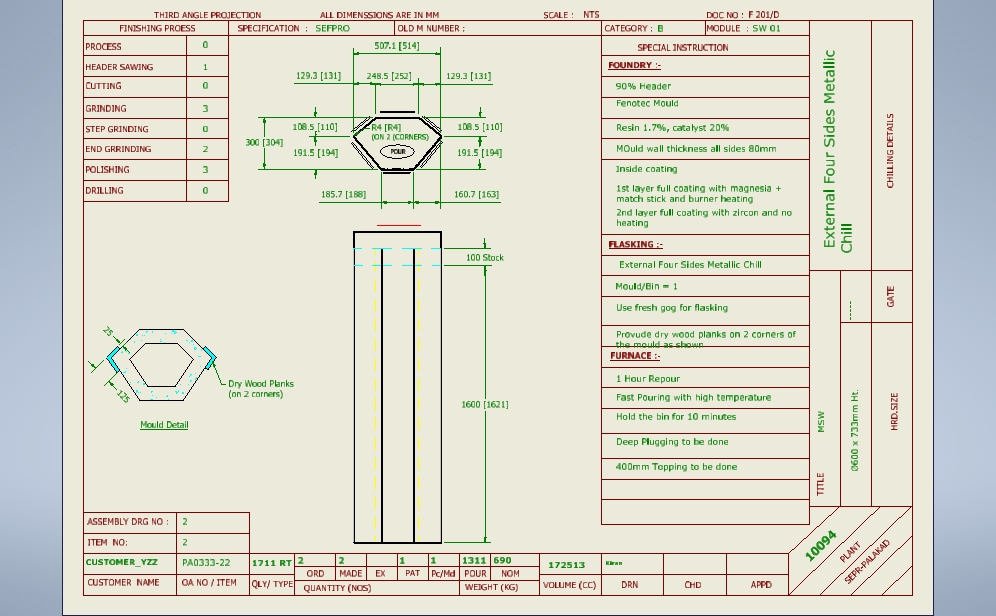 THIRD ANGLE PROJECTION ALL DIMENSSIONS ARE IN MM SCALE : NTS DOC NO : F 201/D
FINISHING PROESS SPECIFICATION : SEFPRO OLD M NUMBER : CATEGORY : B MODULE : SW 01
PROCESS 0
HEADER SAWING 1
CUTTING 0
GRINDING 3
STEP GRINDING 0
END GRRINDING 2
POLISHING 3
DRILLING 0
507.1 [514]
129.3 [131] 248.5 [252] 129.3 [131]
108.5 [110] R4 [R4] 108.5 [110]
(ON 2 (CORNERS)
300 [304]
191.5 [194] POUR 191.5 [194]
185.7 [188] 160.7 [163]
100 Stock
1600 [1621]
25
125
Dry Wood Planks
(on 2 corners)
Mould Detail
SPECIAL INSTRUCTION
FOUNDRY :-
90% Header
Fenotec Mould
Resin 1.7%, catalyst 20%
MOuld wall thickness all sides 80mm
Inside coating
1st layer full coating with magnesia +
match stick and burner heating
2nd layer full coating with zircon and no
heating
FLASKING :-
External Four Sides Metallic Chill
Mould/Bin = 1
Use fresh gog for flasking
Provude dry wood planks on 2 corners of
the mould as shown
FURNACE :-
1 Hour Repour
Fast Pouring with high temperature
Hold the bin for 10 minutes
Deep Plugging to be done
400mm Topping to be done
External Four Sides Metallic
Chill
CHILLING DETAILS
------
GATE
TITLE MSW
Ø600 x 733mm Ht.
HRD.SIZE
10094
PLANT
SEPR-PALAKAD
ASSEMBLY DRG NO : 2
ITEM NO: 2
CUSTOMER_YZZ PA0333-22 1711 RT 2 2 1 1 1311 690 172513 Kiran
ORD MADE EX PAT Pc/Md POUR NOM
CUSTOMER NAME OA NO / ITEM QLY/ TYPE QUANTITY (NOS) WEIGHT (KG) VOLUME (CC) DRN CHD APPD